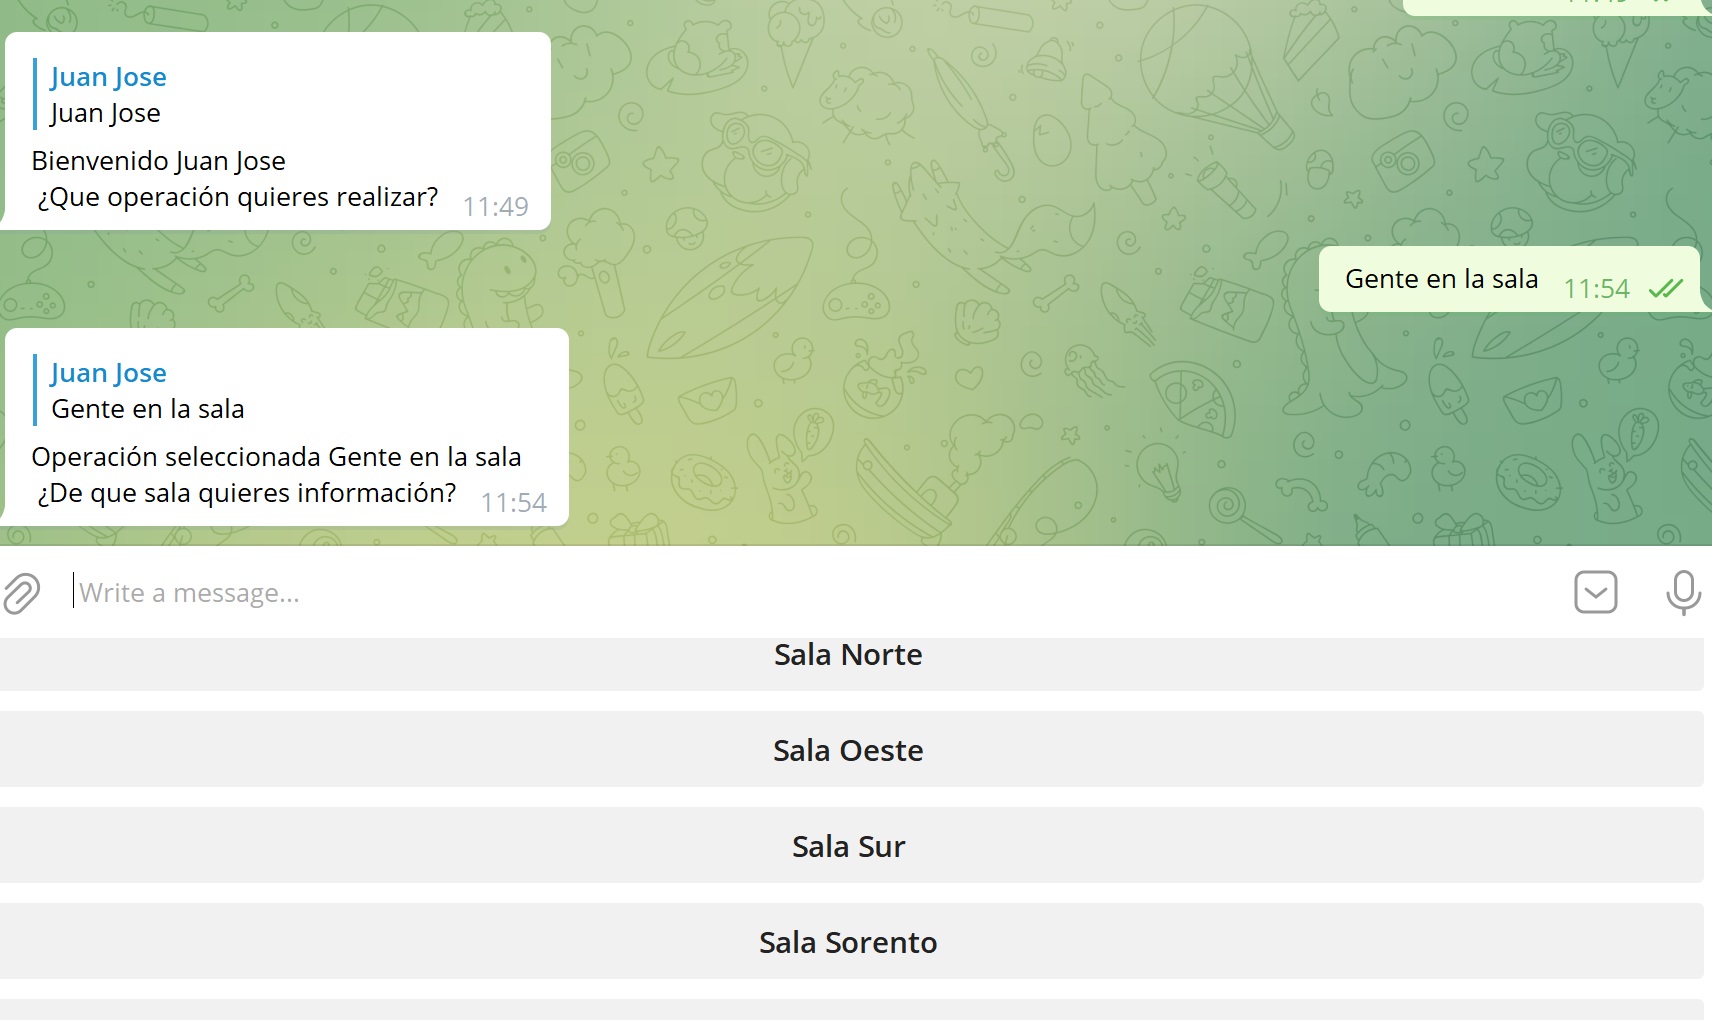 Juan Jose
Juan Jose
Bienvenido Juan Jose
¿Que operación quieres realizar?
11:49
Gente en la sala 11:54
Juan Jose
Gente en la sala
Operación seleccionada Gente en la sala
¿De que sala quieres información?
11:54
Write a message...
Sala Norte
Sala Oeste
Sala Sur
Sala Sorento